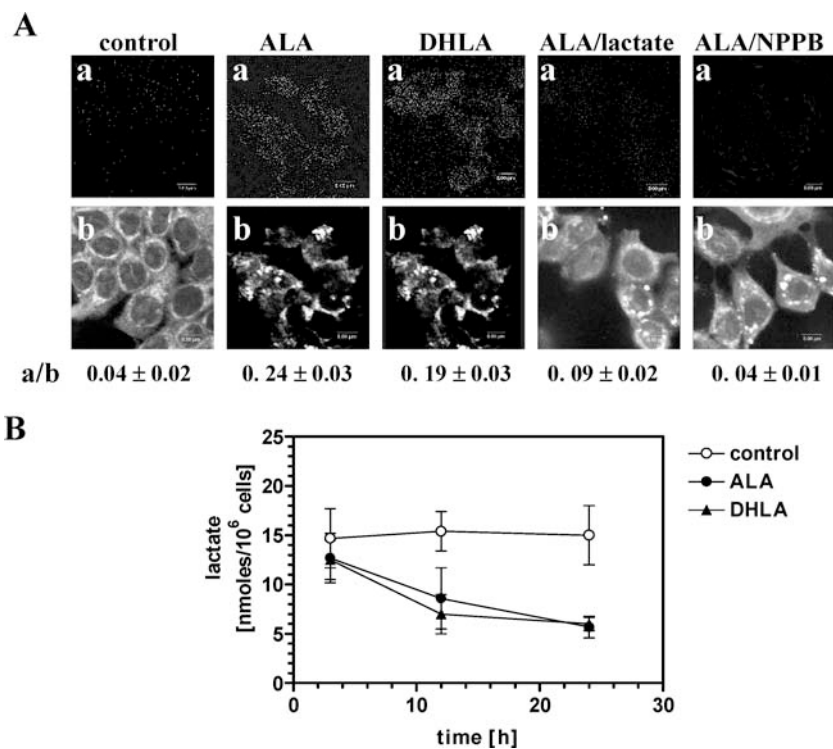 A
control ALA DHLA ALA/lactate ALA/NPPB
a a a a a
b b b b b
a/b 0.04 ± 0.02 0. 24 ± 0.03 0. 19 ± 0.03 0. 09 ± 0.02 0. 04 ± 0.01
B
25
20
15
10
5
0
lactate
[nmoles/10⁶ cells]
0 10 20 30
time [h]
control
ALA
DHLA